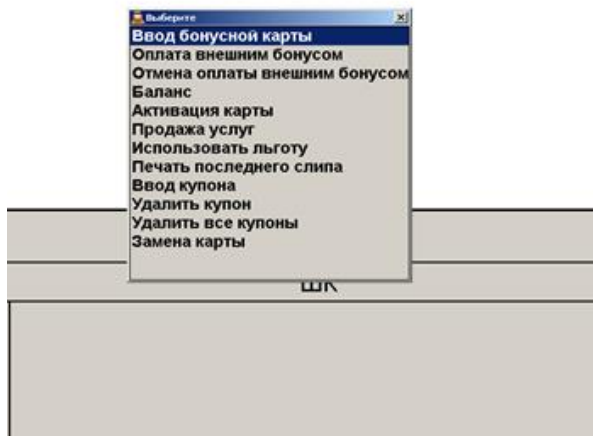 Выберите
Ввод бонусной карты
Оплата внешним бонусом
Отмена оплаты внешним бонусом
Баланс
Активация карты
Продажа услуг
Использовать льготу
Печать последнего слипа
Ввод купона
Удалить купон
Удалить все купоны
Замена карты
ШК